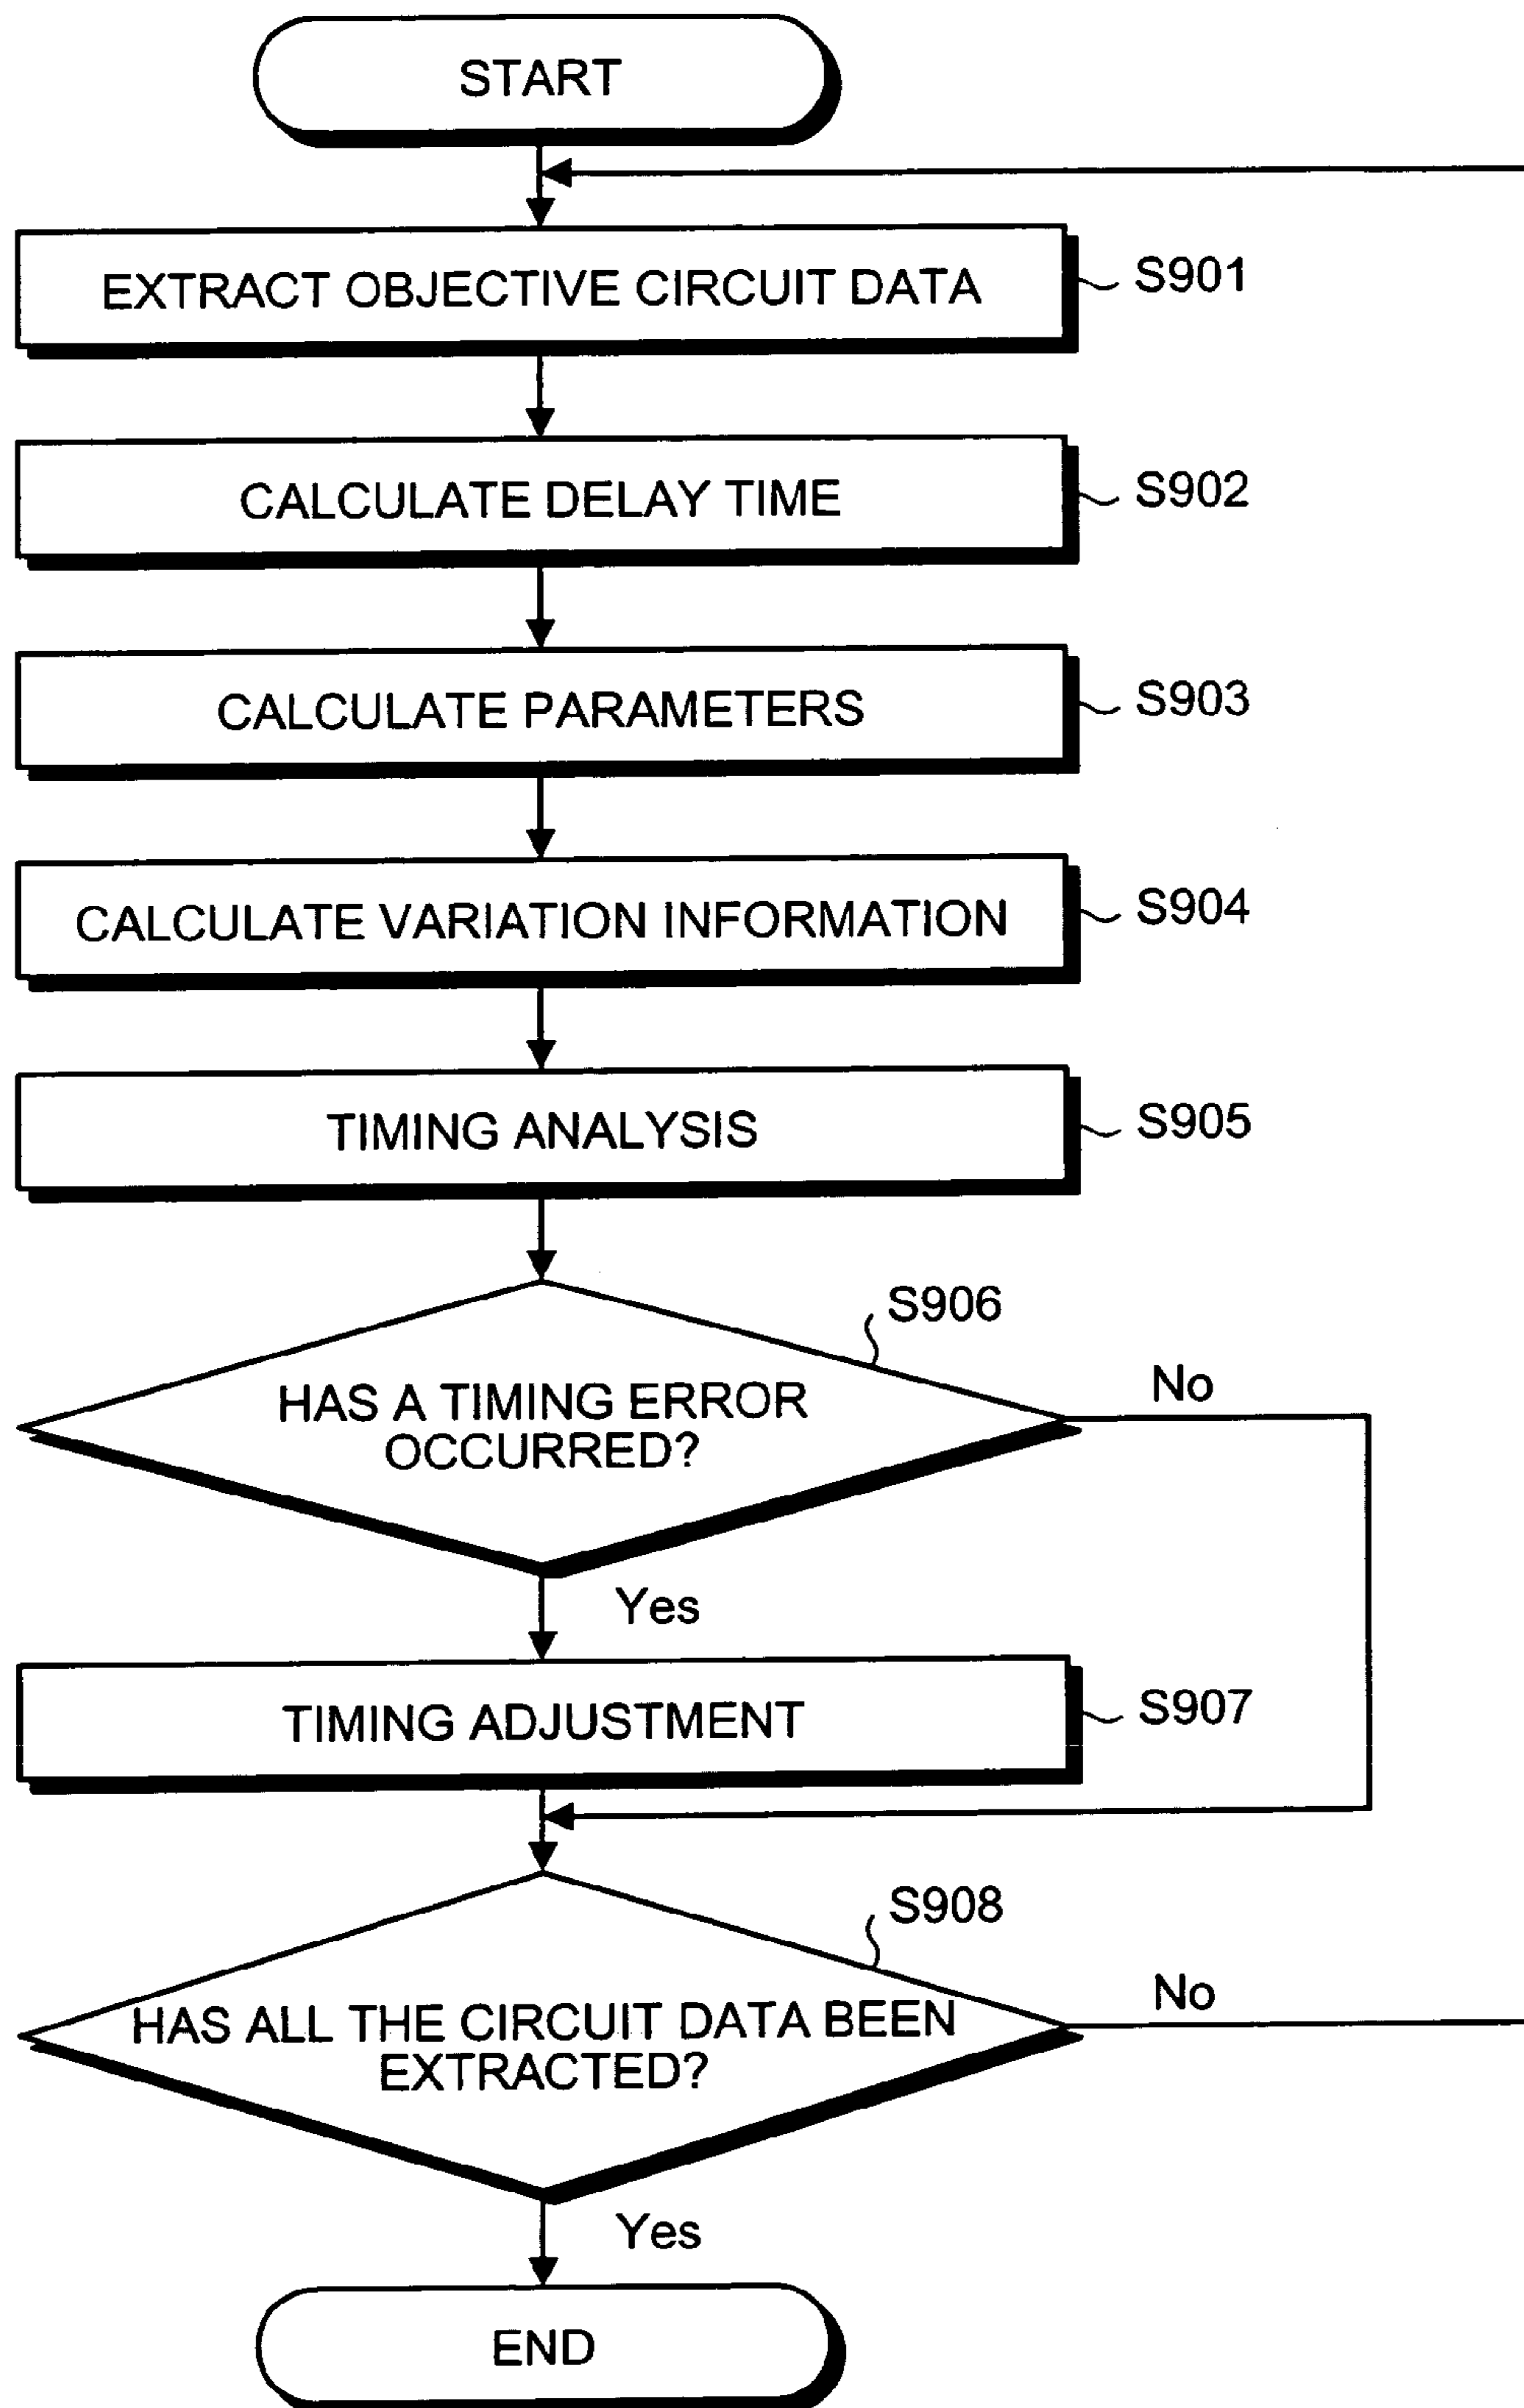 START
EXTRACT OBJECTIVE CIRCUIT DATA
S901
CALCULATE DELAY TIME
S902
CALCULATE PARAMETERS
S903
CALCULATE VARIATION INFORMATION
S904
TIMING ANALYSIS
S905
S906
HAS A TIMING ERROR
OCCURRED?
No
Yes
TIMING ADJUSTMENT
S907
S908
HAS ALL THE CIRCUIT DATA BEEN
EXTRACTED?
No
Yes
END